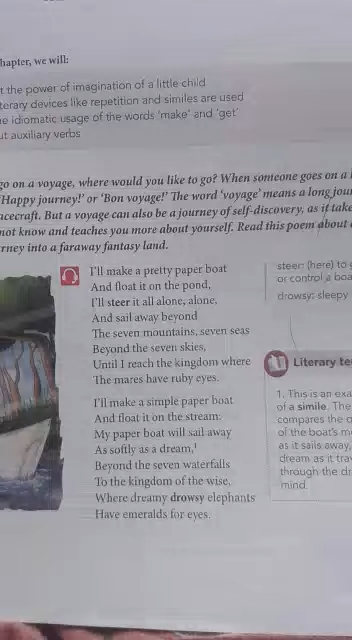 hapter, we will:
t the power of imagination of a little child
terary devices like repetition and similes are used
e idiomatic usage of the words 'make' and 'get'
ut auxiliary verbs
go on a voyage, where would you like to go? When someone goes on a
'Happy journey!' or 'Bon voyage!' The word 'voyage' means a long jour
acecraft. But a voyage can also be a journey of self-discovery, as it take
not know and teaches you more about yourself. Read this poem about
rney into a faraway fantasy land.
I'll make a pretty paper boat
And float it on the pond,
I'll steer it all alone, alone,
And sail away beyond
The seven mountains, seven seas
Beyond the seven skies,
Until I reach the kingdom where
The mares have ruby eyes.
I'll make a simple paper boat
And float it on the stream:
My paper boat will sail away
As softly as a dream,¹
Beyond the seven waterfalls
To the kingdom of the wise,
Where dreamy drowsy elephants
Have emeralds for eyes.
steer: (here) to
or control a boa
drowsy: sleepy
Literary te
1. This is an exa
of a simile. The
compares the
of the boat's m
as it sails away,
dream as it trav
through the dr
mind